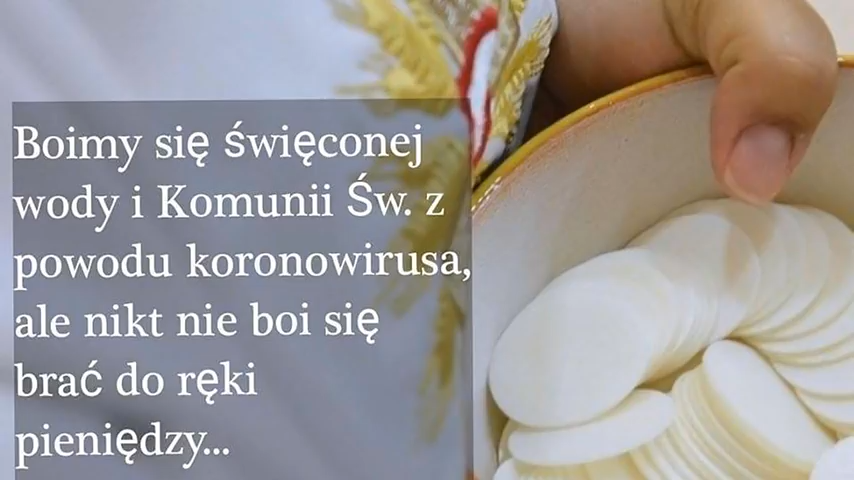 Boimy się święconej
wody i Komunii Św. z
powodu koronowirusa,
ale nikt nie boi się
brać do ręki
pieniędzy...